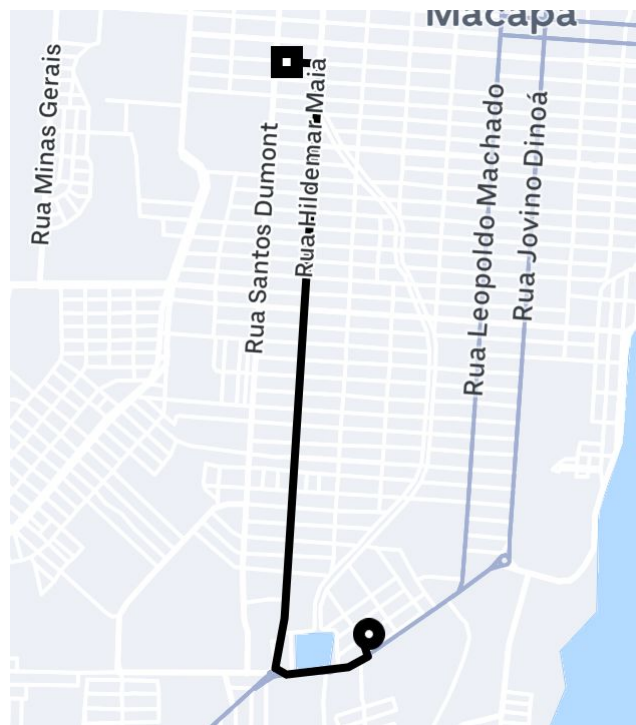 Macapá
Rua Minas Gerais
Rua Santos Dumont
Rua Hildemar Maia
Rua Leopoldo Machado
Rua Jovino Dinoá